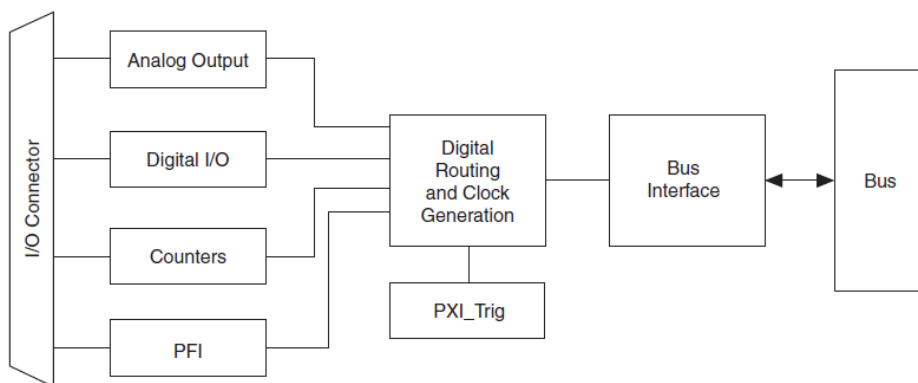 I/O Connector
Analog Output
Digital I/O
Counters
PFI
Digital
Routing
and Clock
Generation
PXI_Trig
Bus
Interface
Bus